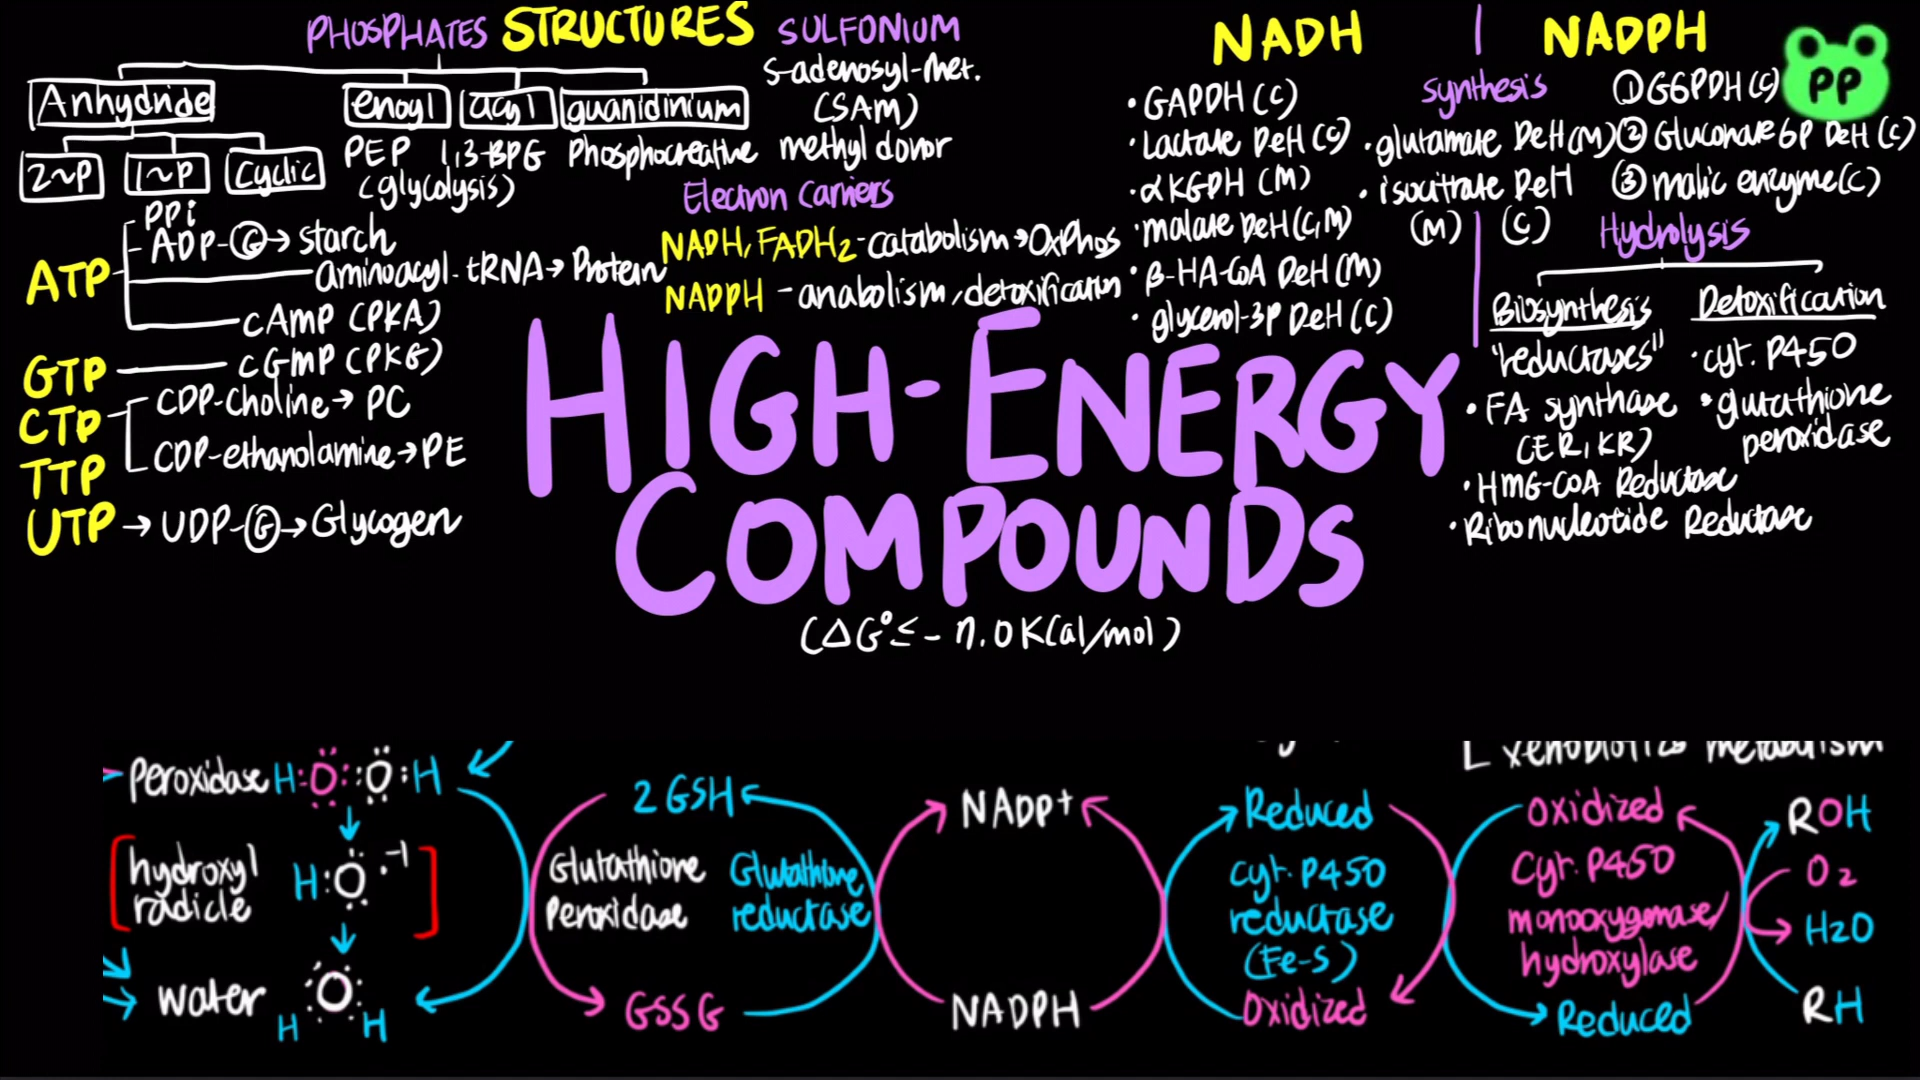 PHOSPHATES STRUCTURES SULFONIUM
S-adenosyl-Met.
(SAM)
methyl donor
Anhydride
enoyl
acyl
guanidinium
2~P
1~P
Cyclic
PEP
(glycolysis)
1,3-BPG
Phosphocreatine
ATP
PPi
ADP-G→ starch
aminoacyl-tRNA→ Protein
cAMP (PKA)
GTP
cGMP (PKG)
CTP
CDP-choline → PC
CDP-ethanolamine→PE
TTP
UTP → UDP-G→Glycogen
Electron Carriers
NADH, FADH2-catabolism→OxPhos
NADPH - anabolism, detoxification
NADH
• GAPDH (C)
• Lactate DeH (C)
• αKGDH (M)
• malate DeH (C,M)
• β-HA-CoA DeH (M)
• glycerol-3P DeH (C)
NADPH
PP
Synthesis
• glutamate DeH (M)
• isocitrate DeH
(M) (C)
① G6PDH (C)
② Gluconate 6P DeH (C)
③ malic enzyme (C)
Hydrolysis
Biosynthesis
"reductases"
• FA synthase
(ER, KR)
• HMG-CoA Reductase
• Ribonucleotide Reductase
Detoxification
• cyt. P450
• glutathione
peroxidase
HIGH-ENERGY
COMPOUNDS
(ΔG°≤ -7.0 Kcal/mol)
peroxidase H:O:O:H
[hydroxyl
radicle H:O·-1]
water O
H H
2 GSH
Glutathione
Peroxidase
Glutathione
reductase
GSSG
NADP+
NADPH
Reduced
cyt. P450
reductase
(Fe-S)
Oxidized
xenobiotics metabolism
Oxidized
Cyt. P450
monooxygenase/
hydroxylase
Reduced
ROH
O2
H2O
RH